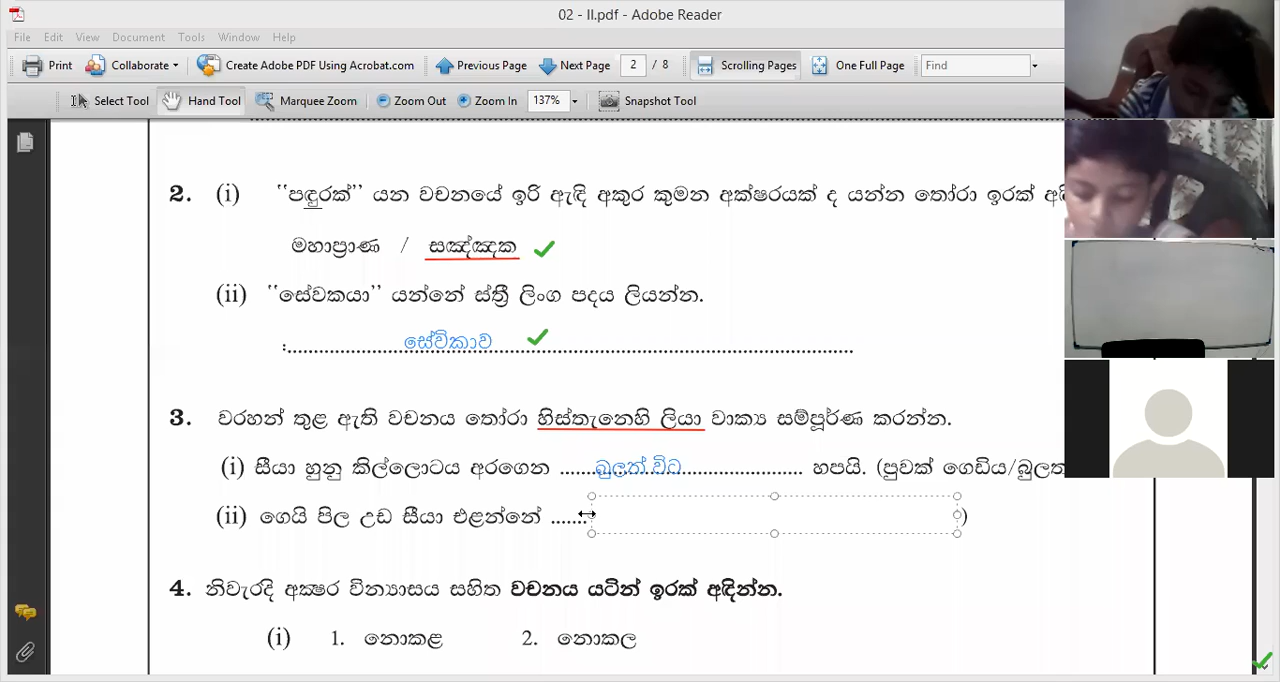 02 - II.pdf - Adobe Reader
File Edit View Document Tools Window Help
Print Collaborate Create Adobe PDF Using Acrobat.com Previous Page Next Page 2 / 8 Scrolling Pages One Full Page Find
Select Tool Hand Tool Marquee Zoom Zoom Out Zoom In 137% Snapshot Tool
2. (i) “පඳුරක්” යන වචනයේ ඉරි ඇඳි අකුර කුමන අක්ෂරයක් ද යන්න තෝරා ඉරක්
මහාප්‍රාණ / සඤ්ඤක
(ii) “සේවකයා” යන්නේ ස්ත්‍රී ලිංග පදය ලියන්න.
:.......... සේවිකාව ..........
3. වරහන් තුළ ඇති වචනය තෝරා හිස්තැනෙහි ලියා වාක්‍ය සම්පූර්ණ කරන්න.
(i) සීයා හුනු කිල්ලොටය අරගෙන ......බුලත් විට............... හපයි. (පුවක් ගෙඩිය/බුලත්
(ii) ගෙයි පිල උඩ සීයා එළන්නේ ....... )
4. නිවැරදි අක්‍ෂර වින්‍යාසය සහිත වචනය යටින් ඉරක් අඳින්න.
(i) 1. නොකළ 2. නොකල